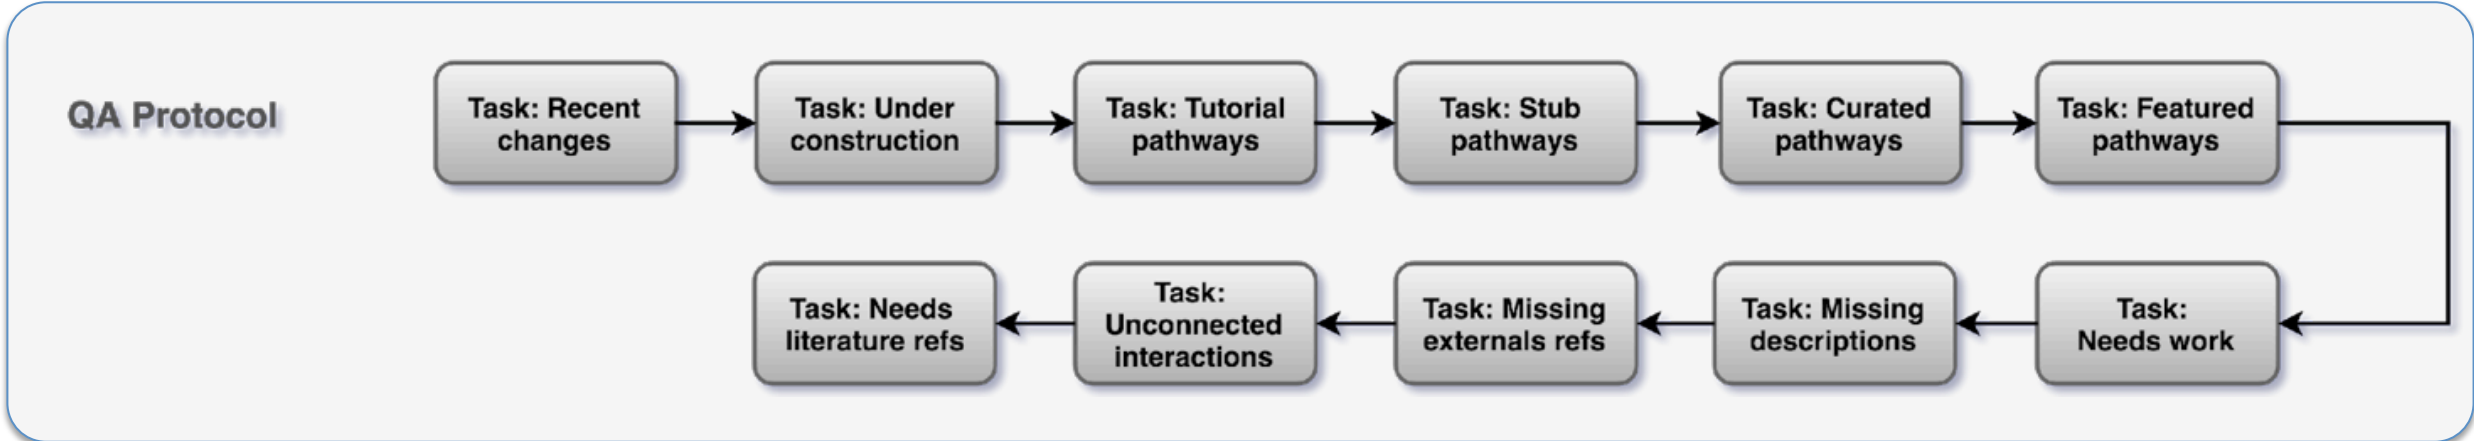 QA Protocol
Task: Recent
changes
Task: Under
construction
Task: Tutorial
pathways
Task: Stub
pathways
Task: Curated
pathways
Task: Featured
pathways
Task:
Needs work
Task: Missing
descriptions
Task: Missing
externals refs
Task:
Unconnected
interactions
Task: Needs
literature refs